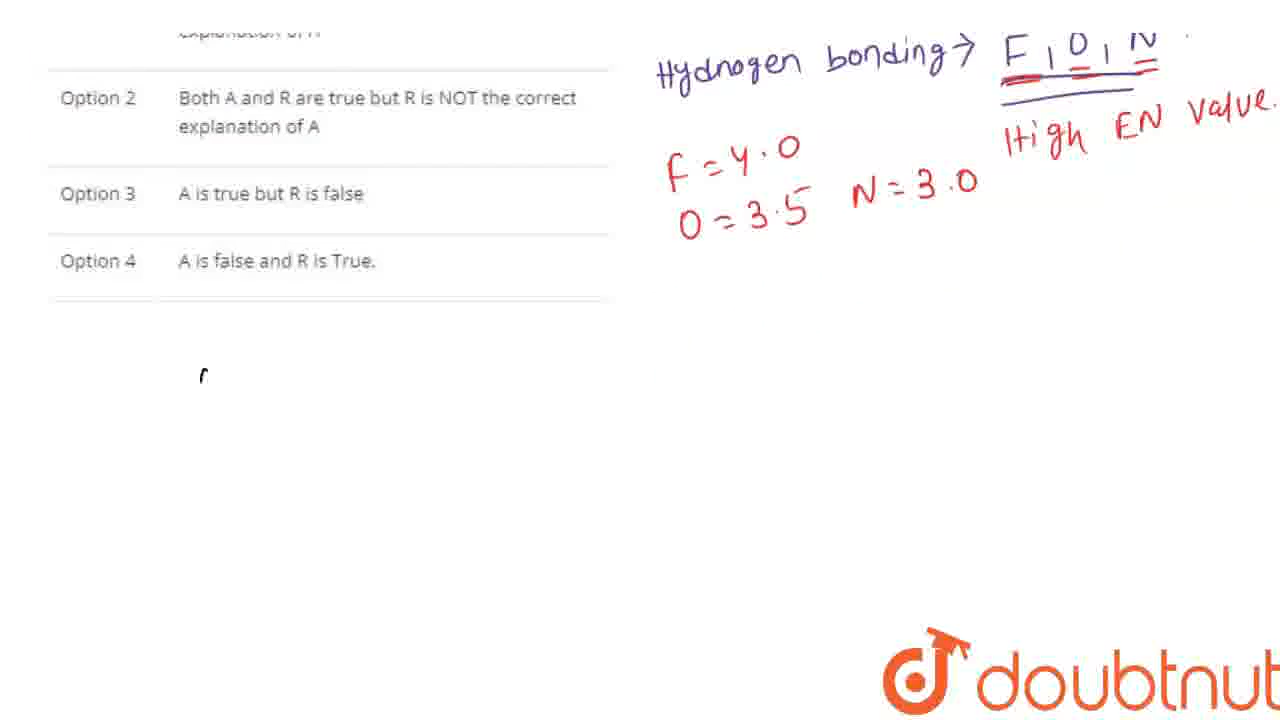 explanation of A
Option 2 Both A and R are true but R is NOT the correct
explanation of A
Option 3 A is true but R is false
Option 4 A is false and R is True.
Hydrogen bonding → F, O, N
High EN value.
F = 4.0
O = 3.5 N = 3.0
doubtnut